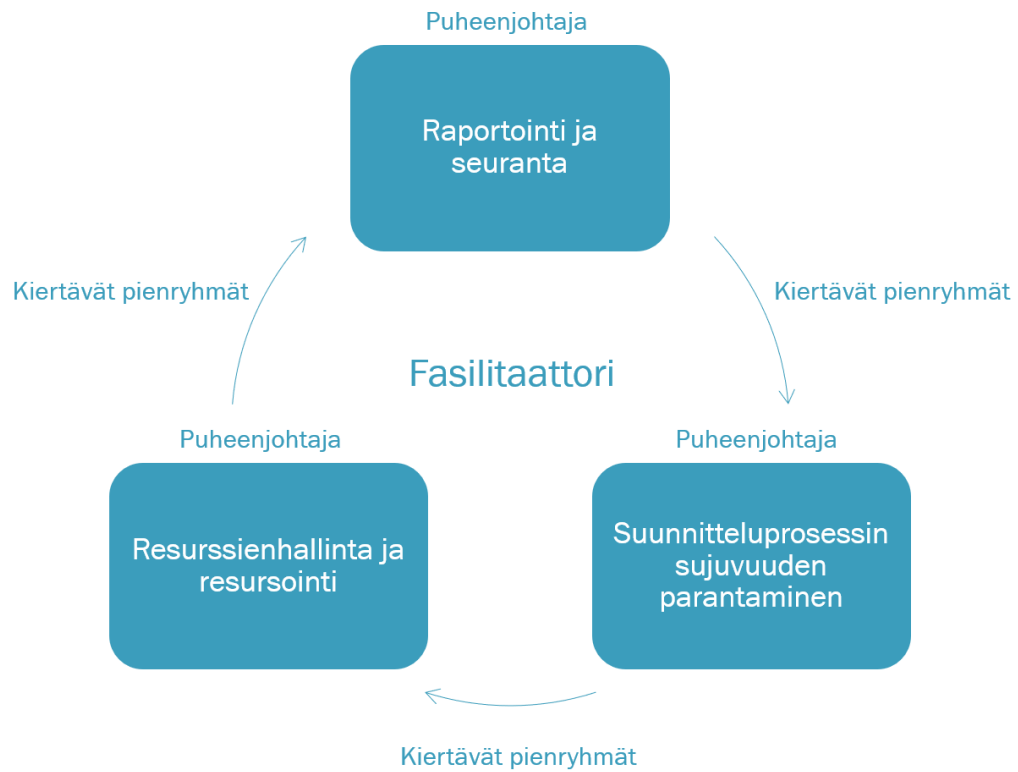 Puheenjohtaja
Raportointi ja
seuranta
Kiertävät pienryhmät
Kiertävät pienryhmät
Fasilitaattori
Puheenjohtaja
Puheenjohtaja
Resurssienhallinta ja
resursointi
Suunnitteluprosessin
sujuvuuden
parantaminen
Kiertävät pienryhmät